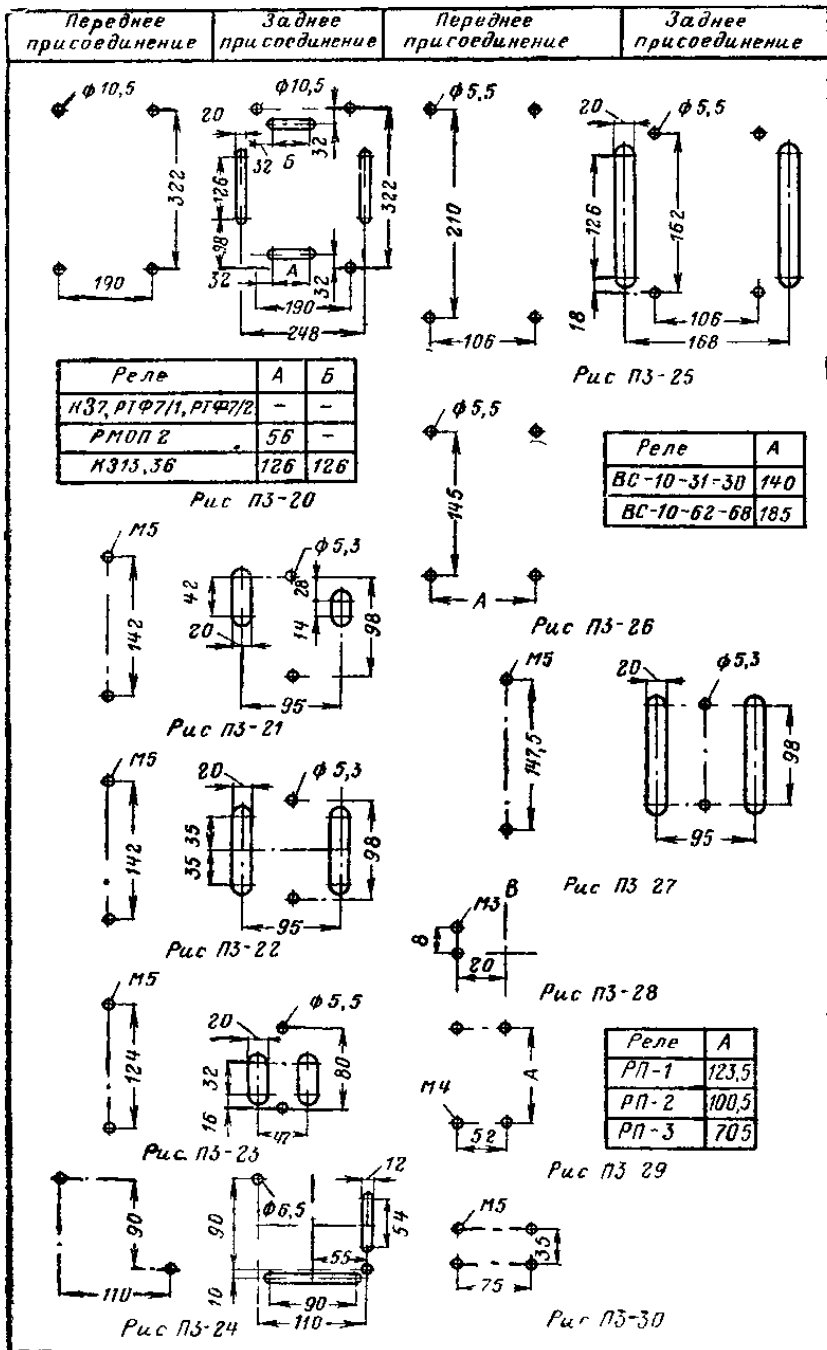 Переднее присоединение
Заднее присоединение
Переднее присоединение
Заднее присоединение
ф10,5
322
190
ф10,5
20
32 Б
32
126
98
322
32
А
32
190
248
Реле А Б
КЗ7, РТФ7/1, РТФ7/2 – –
РМОП 2 56 –
КЗ13,36 126 126
Рис П3-20
ф5,5
210
106
20
ф5,5
126
162
18
106
168
Рис П3-25
ф5,5
145
А
Реле А
ВС-10-31-30 140
ВС-10-62-68 185
Рис П3-26
М5
142
42
20
ф5,3
28
14
98
95
Рис П3-21
М5
147,5
20
ф5,3
98
95
Рис П3 27
М5
142
20
ф5,3
35
35
98
95
Рис П3-22
М3
В
8
20
Рис П3-28
М5
124
20
ф5,5
32
16
80
42
Рис. П3-23
А
М4
52
Реле А
РП-1 123,5
РП-2 100,5
РП-3 705
Рис П3 29
90
110
90
ф6,5
12
54
55
10
90
110
Рис П3-24
М5
35
75
Рис П3-30